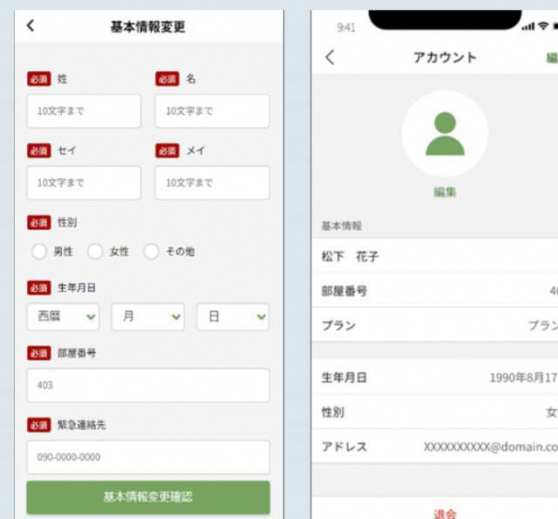 基本情報変更
必須 姓 必須 名
10文字まで 10文字まで
必須 セイ 必須 メイ
10文字まで 10文字まで
必須 性別
男性 女性 その他
必須 生年月日
西暦 月 日
必須 部屋番号
403
必須 緊急連絡先
090-0000-0000
基本情報変更確認
9:41
アカウント
編集
基本情報
松下 花子
部屋番号 40
プラン プラン
生年月日 1990年8月17
性別 女
アドレス XXXXXXXXXX@domain.co
退会